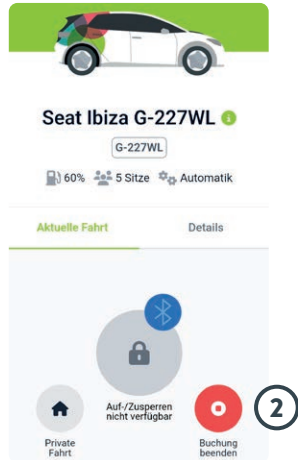 Seat Ibiza G-227WL i
G-227WL
60% 5 Sitze Automatik
Aktuelle Fahrt Details
Auf-/Zusperren
nicht verfügbar
2
Private
Fahrt
Buchung
beenden